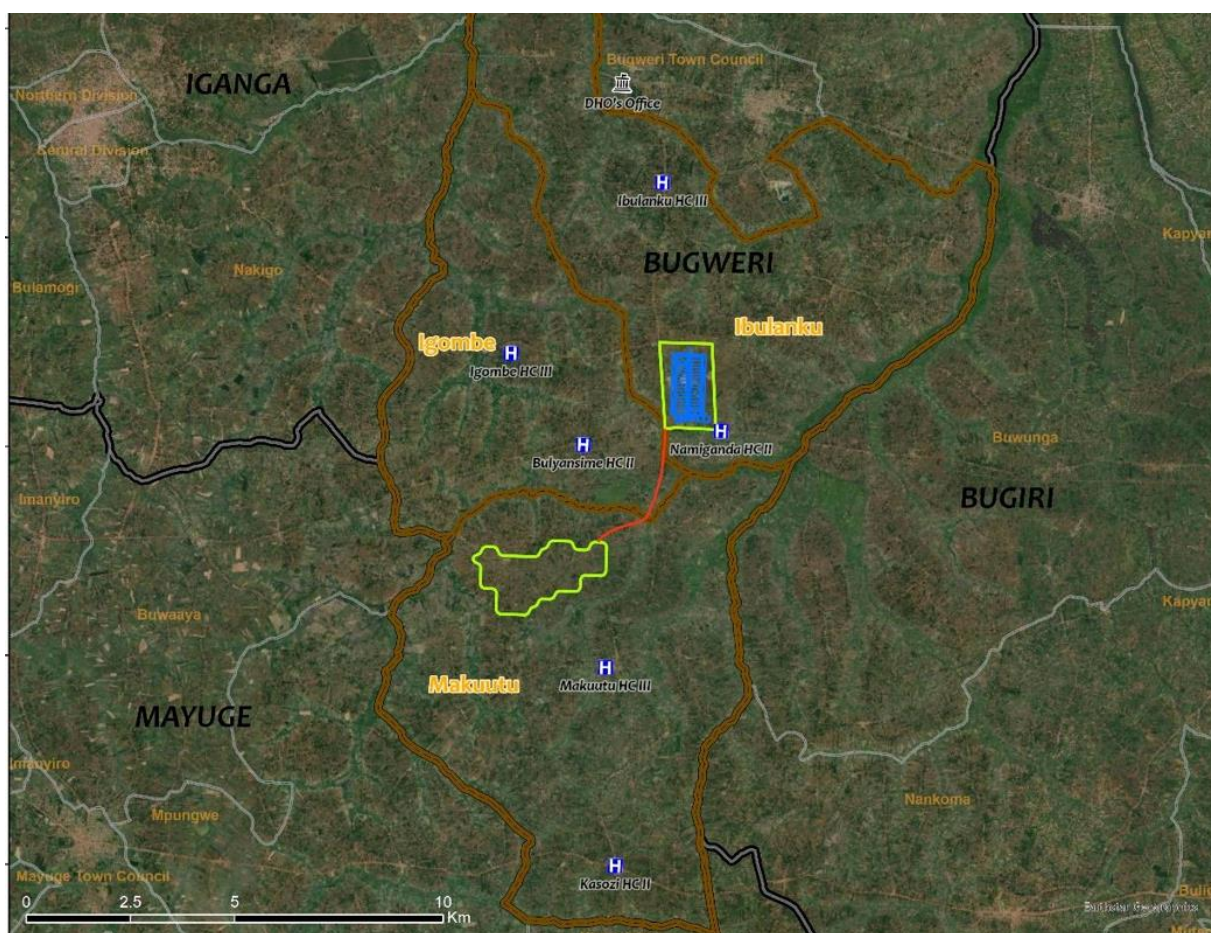 Bugweri Town Council
IGANGA
Northern Division
DHO's Office
Central Division
Ibulanku HC III
Kapyan
Nakigo
BUGWERI
Bulamogi
Ibulanku
Igombe
Igombe HC III
Namiganda HC II
Buwunga
Bulyansime HC II
BUGIRI
Imanyiro
Kapyan
Buwaaya
Makuutu
Makuutu HC III
MAYUGE
Imanyiro
Nankoma
Mpungwe
Mayuge Town Council
Kasozi HC II
0 2.5 5 10
Km